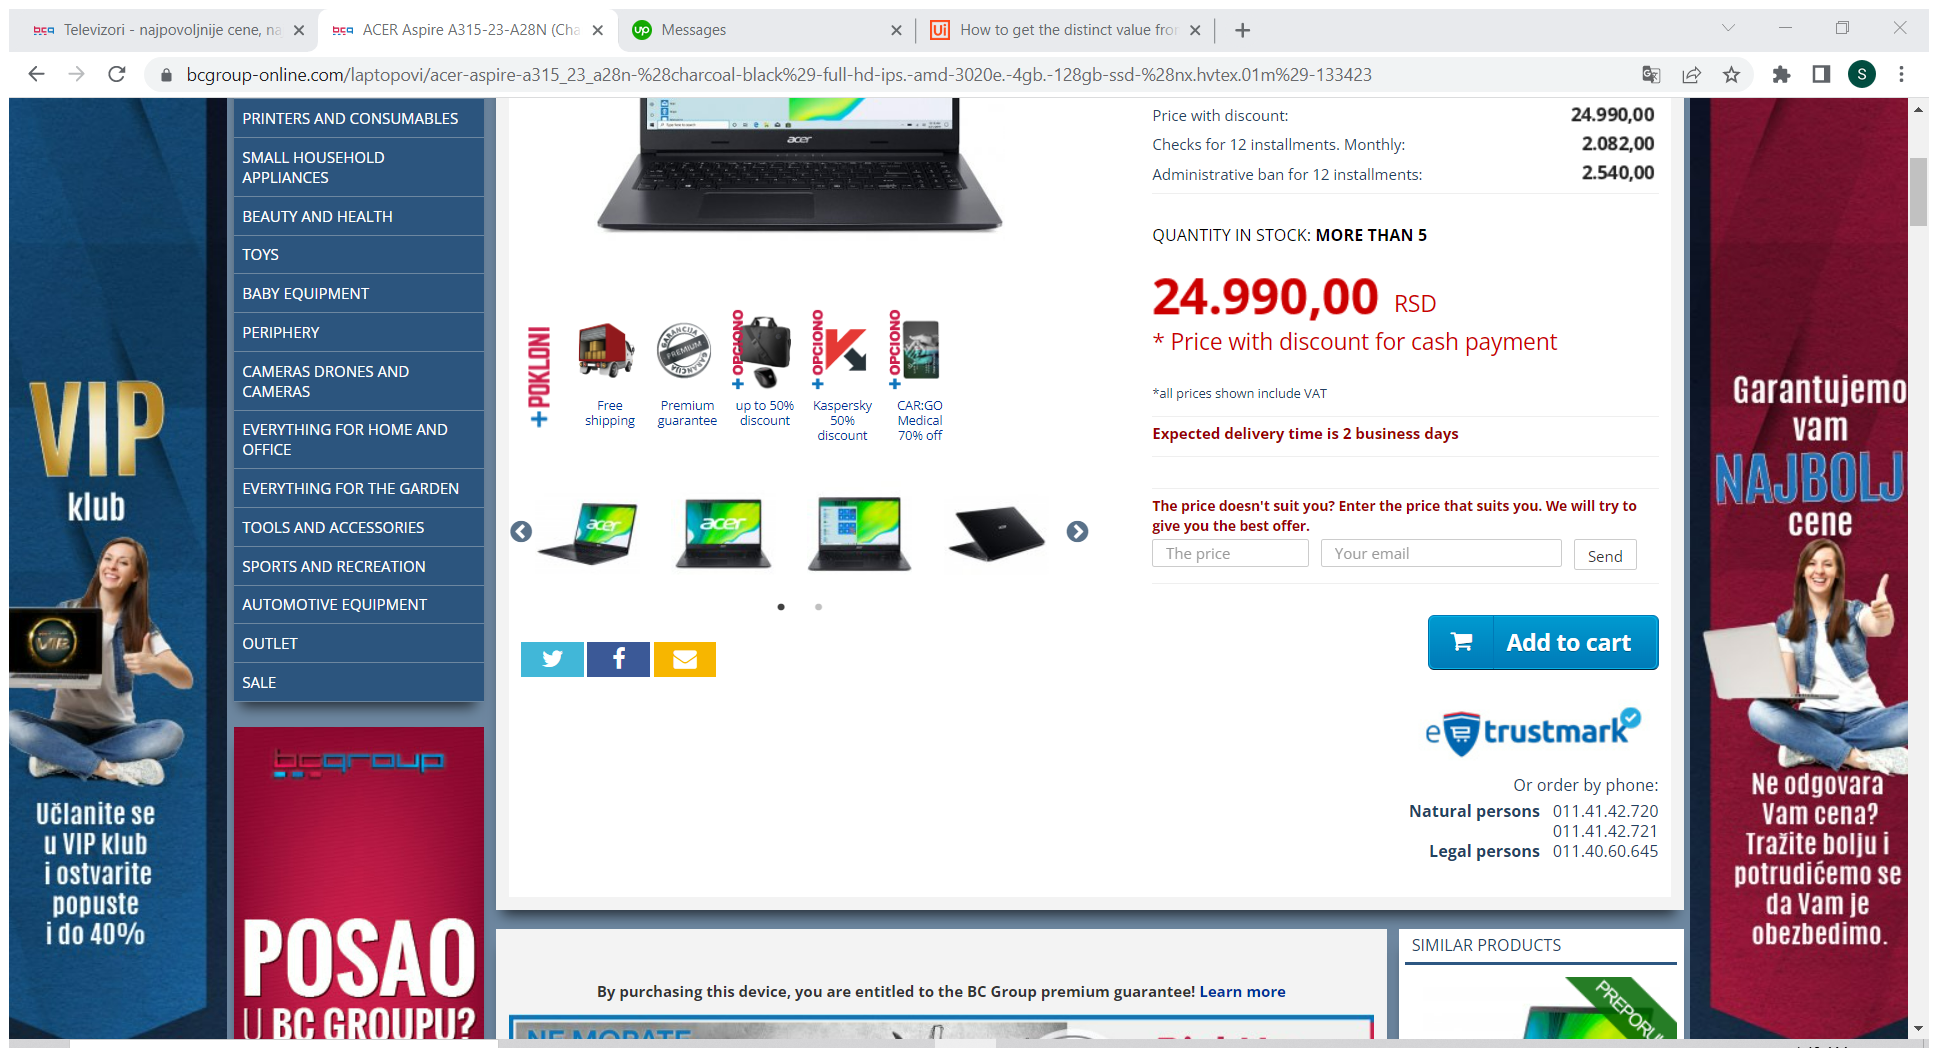 Televizori - najpovoljnije cene, na
ACER Aspire A315-23-A28N (Cha
Messages
How to get the distinct value fro
bcgroup-online.com/laptopovi/acer-aspire-a315_23_a28n-%28charcoal-black%29-full-hd-ips.-amd-3020e.-4gb.-128gb-ssd-%28nx.hvtex.01m%29-133423
S
PRINTERS AND CONSUMABLES
SMALL HOUSEHOLD
APPLIANCES
BEAUTY AND HEALTH
TOYS
BABY EQUIPMENT
PERIPHERY
CAMERAS DRONES AND
CAMERAS
EVERYTHING FOR HOME AND
OFFICE
EVERYTHING FOR THE GARDEN
TOOLS AND ACCESSORIES
SPORTS AND RECREATION
AUTOMOTIVE EQUIPMENT
OUTLET
SALE
VIP
klub
Učlanite se
u VIP klub
i ostvarite
popuste
i do 40%
bcgroup
POSAO
U BC GROUPU?
acer
+ POKLONI
Free
shipping
GARANCIJA
PREMIUM
GARANCIJA
Premium
guarantee
+ OPCIONO
up to 50%
discount
+ OPCIONO
Kaspersky
50%
discount
+ OPCIONO
CAR:GO
Medical
70% off
acer
acer
Price with discount: 24.990,00
Checks for 12 installments. Monthly: 2.082,00
Administrative ban for 12 installments: 2.540,00
QUANTITY IN STOCK: MORE THAN 5
24.990,00 RSD
* Price with discount for cash payment
*all prices shown include VAT
Expected delivery time is 2 business days
The price doesn't suit you? Enter the price that suits you. We will try to
give you the best offer.
The price Your email Send
Add to cart
e trustmark
Or order by phone:
Natural persons 011.41.42.720
011.41.42.721
Legal persons 011.40.60.645
By purchasing this device, you are entitled to the BC Group premium guarantee! Learn more
NE MORATE
SIMILAR PRODUCTS
PREPORU
Garantujemo
vam
NAJBOLJ
cene
Ne odgovara
Vam cena?
Tražite bolju i
potrudićemo se
da Vam je
obezbedimo.